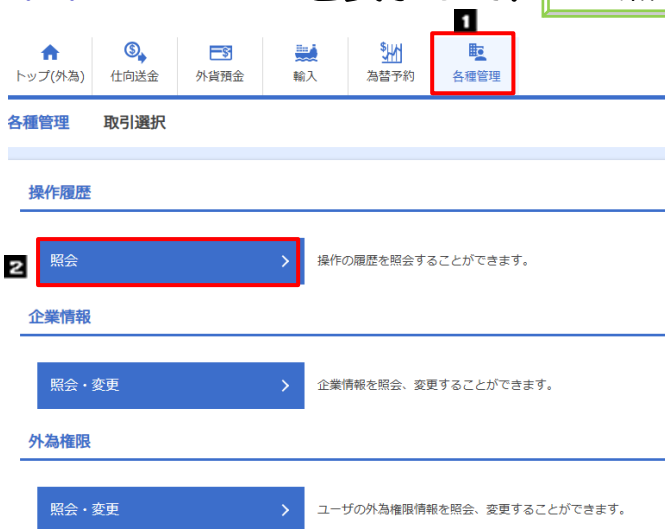 1
トップ(外為) 仕向送金 外貨預金 輸入 為替予約 各種管理
各種管理 取引選択
操作履歴
2 照会 操作の履歴を照会することができます。
企業情報
照会・変更 企業情報を照会、変更することができます。
外為権限
照会・変更 ユーザの外為権限情報を照会、変更することができます。